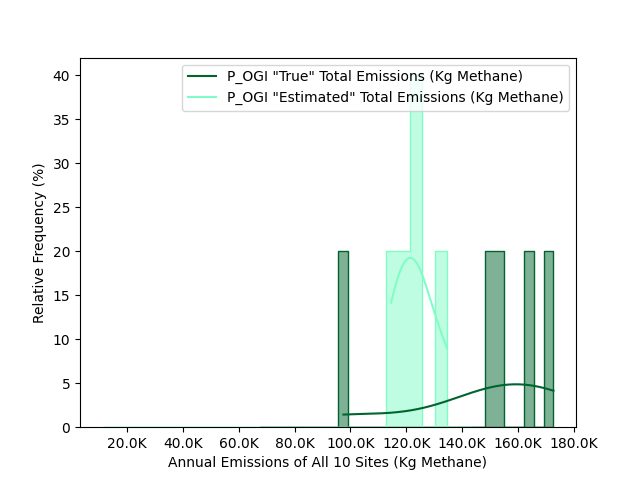 P_OGI "True" Total Emissions (Kg Methane)
P_OGI "Estimated" Total Emissions (Kg Methane)
40
35
30
25
20
15
10
5
0
Relative Frequency (%)
20.0K 40.0K 60.0K 80.0K 100.0K 120.0K 140.0K 160.0K 180.0K
Annual Emissions of All 10 Sites (Kg Methane)